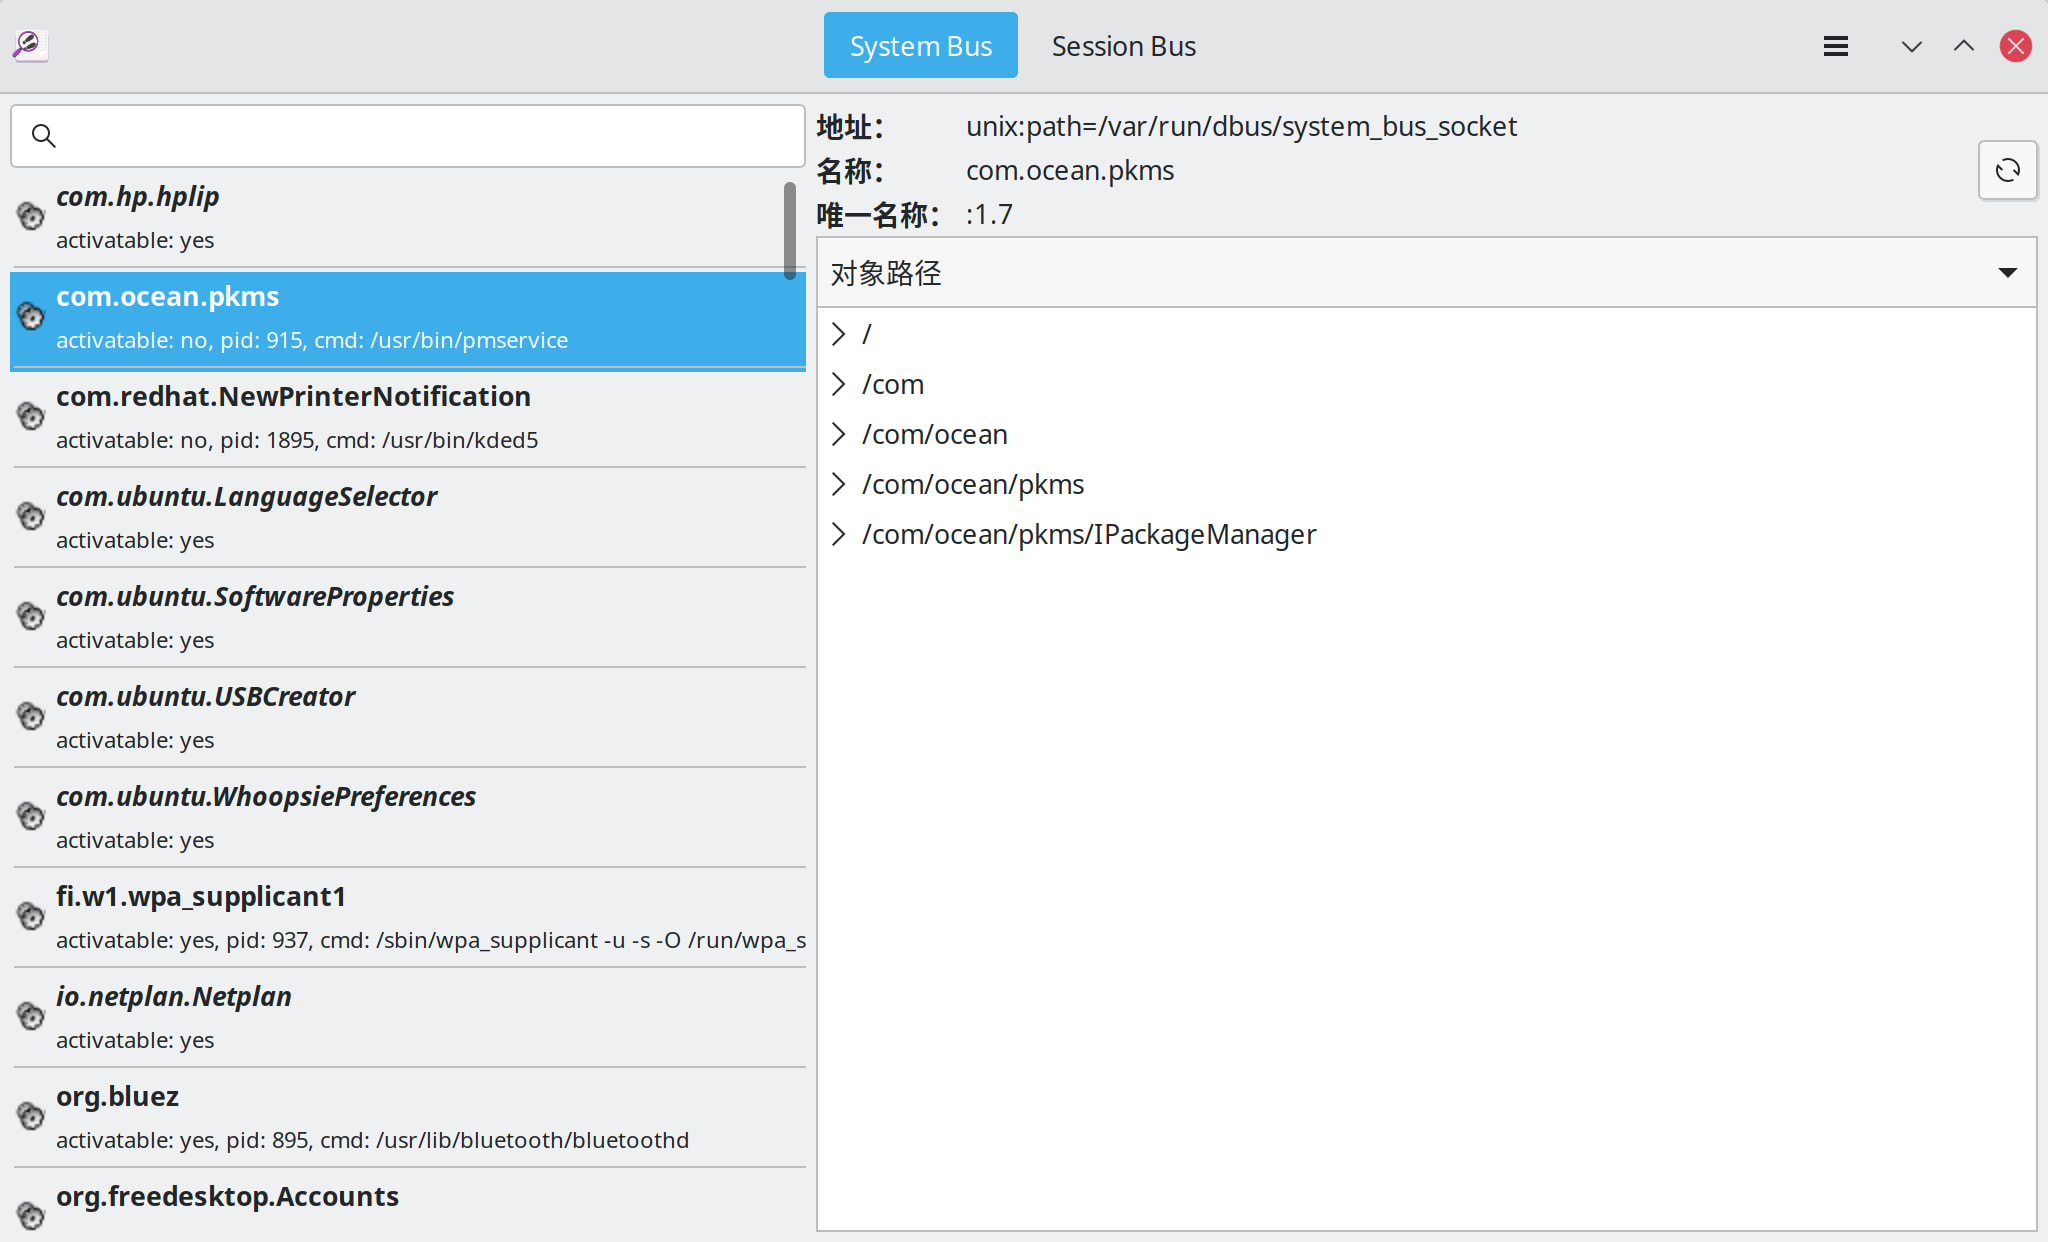 System Bus
Session Bus
com.hp.hplip
activatable: yes
com.ocean.pkms
activatable: no, pid: 915, cmd: /usr/bin/pmservice
com.redhat.NewPrinterNotification
activatable: no, pid: 1895, cmd: /usr/bin/kded5
com.ubuntu.LanguageSelector
activatable: yes
com.ubuntu.SoftwareProperties
activatable: yes
com.ubuntu.USBCreator
activatable: yes
com.ubuntu.WhoopsiePreferences
activatable: yes
fi.w1.wpa_supplicant1
activatable: yes, pid: 937, cmd: /sbin/wpa_supplicant -u -s -O /run/wpa_s
io.netplan.Netplan
activatable: yes
org.bluez
activatable: yes, pid: 895, cmd: /usr/lib/bluetooth/bluetoothd
org.freedesktop.Accounts
地址： unix:path=/var/run/dbus/system_bus_socket
名称： com.ocean.pkms
唯一名称： :1.7
对象路径
/
/com
/com/ocean
/com/ocean/pkms
/com/ocean/pkms/IPackageManager